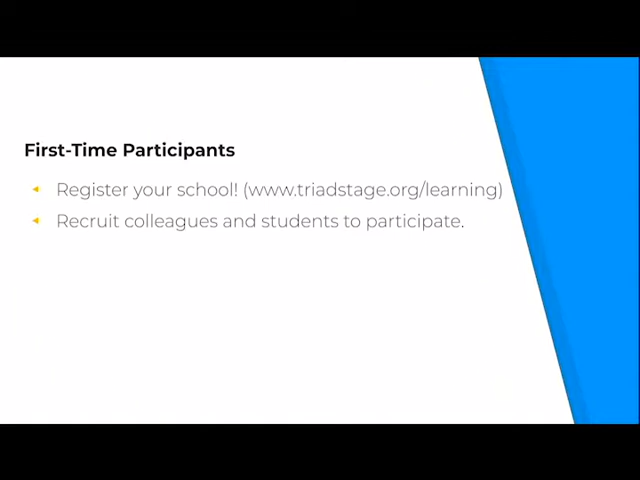 First-Time Participants
Register your school! (www.triadstage.org/learning)
Recruit colleagues and students to participate.